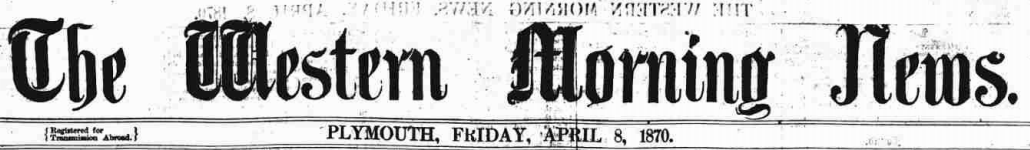 The Western Morning News.
{Registered for
Transmission Abroad.}
PLYMOUTH, FRIDAY, APRIL 8, 1870.